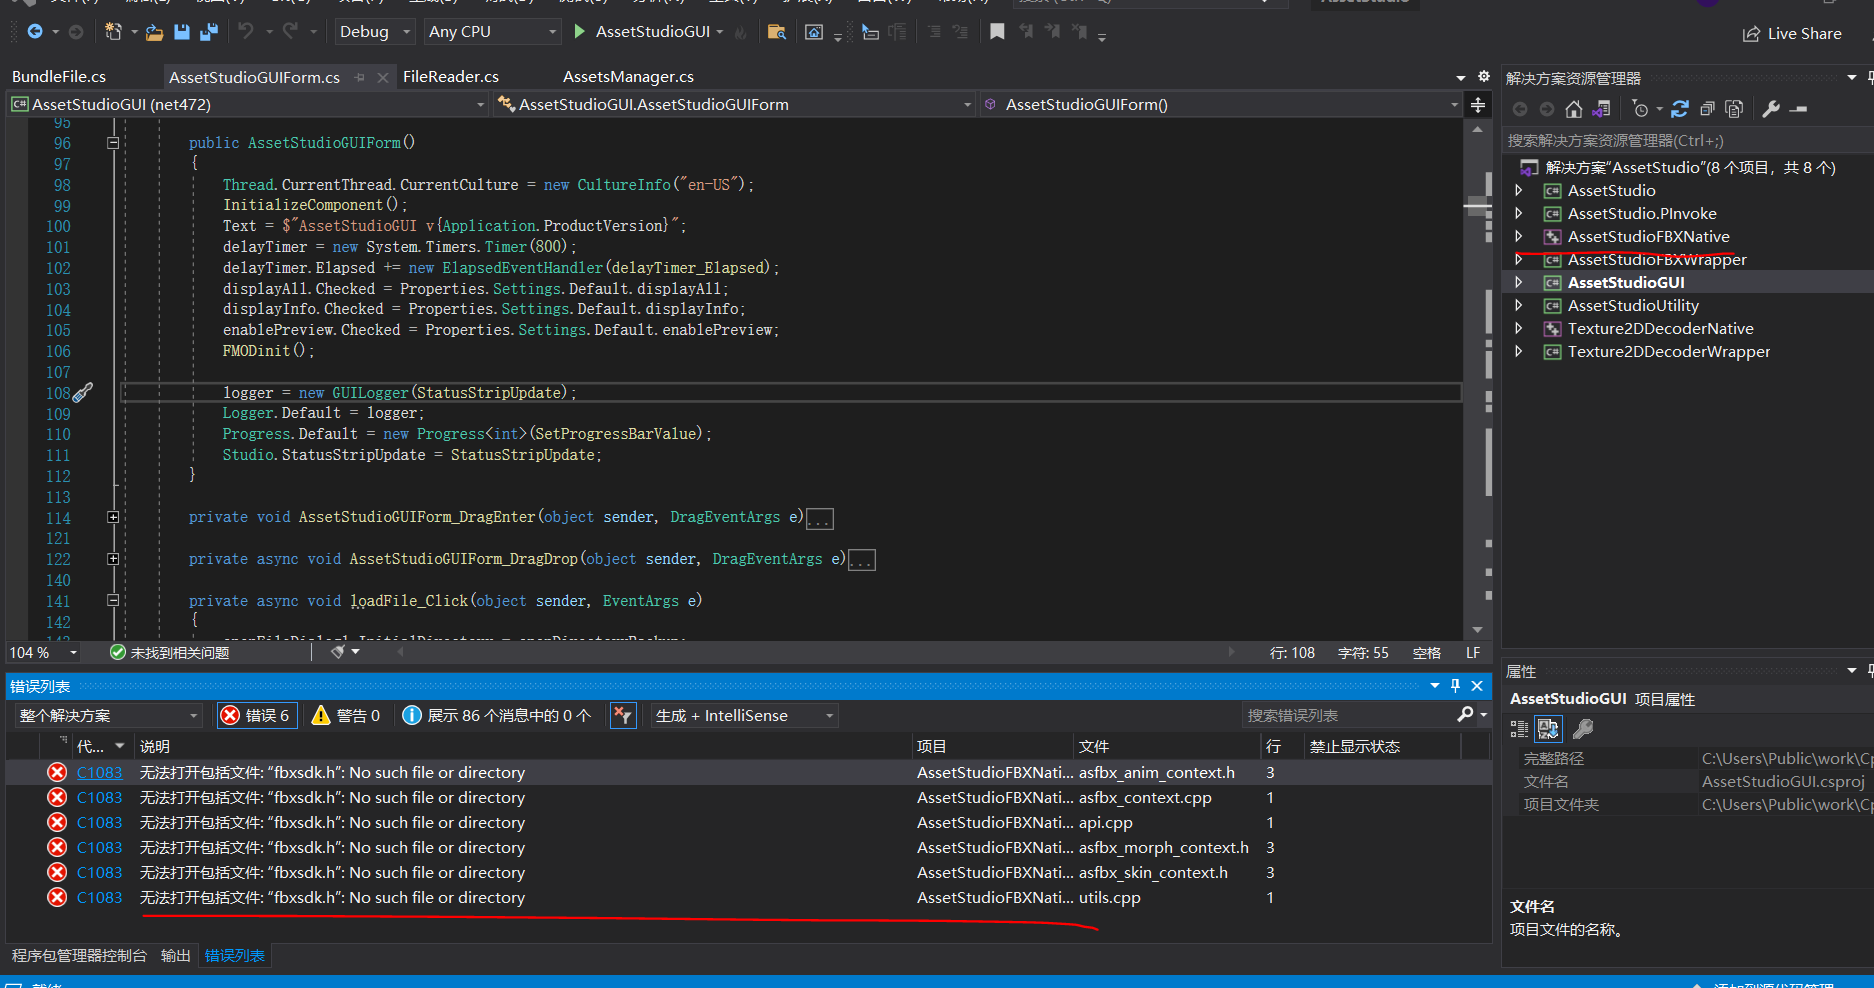 Debug
Any CPU
AssetStudioGUI
Live Share
BundleFile.cs
AssetStudioGUIForm.cs
FileReader.cs
AssetsManager.cs
AssetStudioGUI (net472)
AssetStudioGUI.AssetStudioGUIForm
AssetStudioGUIForm()
95
96 public AssetStudioGUIForm()
97 {
98 Thread.CurrentThread.CurrentCulture = new CultureInfo("en-US");
99 InitializeComponent();
100 Text = $"AssetStudioGUI v{Application.ProductVersion}";
101 delayTimer = new System.Timers.Timer(800);
102 delayTimer.Elapsed += new ElapsedEventHandler(delayTimer_Elapsed);
103 displayAll.Checked = Properties.Settings.Default.displayAll;
104 displayInfo.Checked = Properties.Settings.Default.displayInfo;
105 enablePreview.Checked = Properties.Settings.Default.enablePreview;
106 FMODinit();
107
108 logger = new GUILogger(StatusStripUpdate);
109 Logger.Default = logger;
110 Progress.Default = new Progress<int>(SetProgressBarValue);
111 Studio.StatusStripUpdate = StatusStripUpdate;
112 }
113
114 private void AssetStudioGUIForm_DragEnter(object sender, DragEventArgs e)...
121
122 private async void AssetStudioGUIForm_DragDrop(object sender, DragEventArgs e)...
140
141 private async void loadFile_Click(object sender, EventArgs e)
142 {
104 %
未找到相关问题
行: 108
字符: 55
空格
LF
错误列表
整个解决方案
错误 6
警告 0
展示 86 个消息中的 0 个
生成 + IntelliSense
搜索错误列表
代... 说明 项目 文件 行 禁止显示状态
C1083 无法打开包括文件: “fbxsdk.h”: No such file or directory AssetStudioFBXNati... asfbx_anim_context.h 3
C1083 无法打开包括文件: “fbxsdk.h”: No such file or directory AssetStudioFBXNati... asfbx_context.cpp 1
C1083 无法打开包括文件: “fbxsdk.h”: No such file or directory AssetStudioFBXNati... api.cpp 1
C1083 无法打开包括文件: “fbxsdk.h”: No such file or directory AssetStudioFBXNati... asfbx_morph_context.h 3
C1083 无法打开包括文件: “fbxsdk.h”: No such file or directory AssetStudioFBXNati... asfbx_skin_context.h 3
C1083 无法打开包括文件: “fbxsdk.h”: No such file or directory AssetStudioFBXNati... utils.cpp 1
程序包管理器控制台
输出
错误列表
解决方案资源管理器
搜索解决方案资源管理器(Ctrl+;)
解决方案“AssetStudio”(8 个项目，共 8 个)
AssetStudio
AssetStudio.PInvoke
AssetStudioFBXNative
AssetStudioFBXWrapper
AssetStudioGUI
AssetStudioUtility
Texture2DDecoderNative
Texture2DDecoderWrapper
属性
AssetStudioGUI 项目属性
完整路径 C:\Users\Public\work\Cp
文件名 AssetStudioGUI.csproj
项目文件夹 C:\Users\Public\work\Cp
文件名
项目文件的名称。